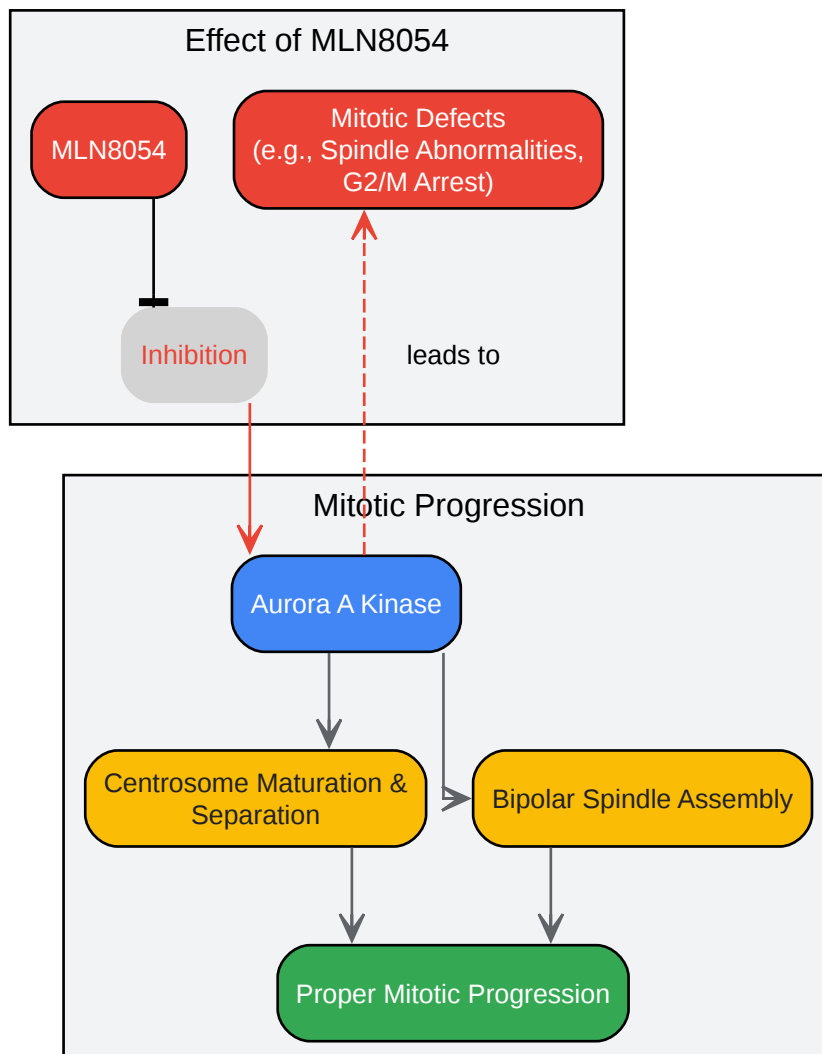 Effect of MLN8054
MLN8054
Mitotic Defects
(e.g., Spindle Abnormalities,
G2/M Arrest)
Inhibition
leads to
Mitotic Progression
Aurora A Kinase
Centrosome Maturation &
Separation
Bipolar Spindle Assembly
Proper Mitotic Progression